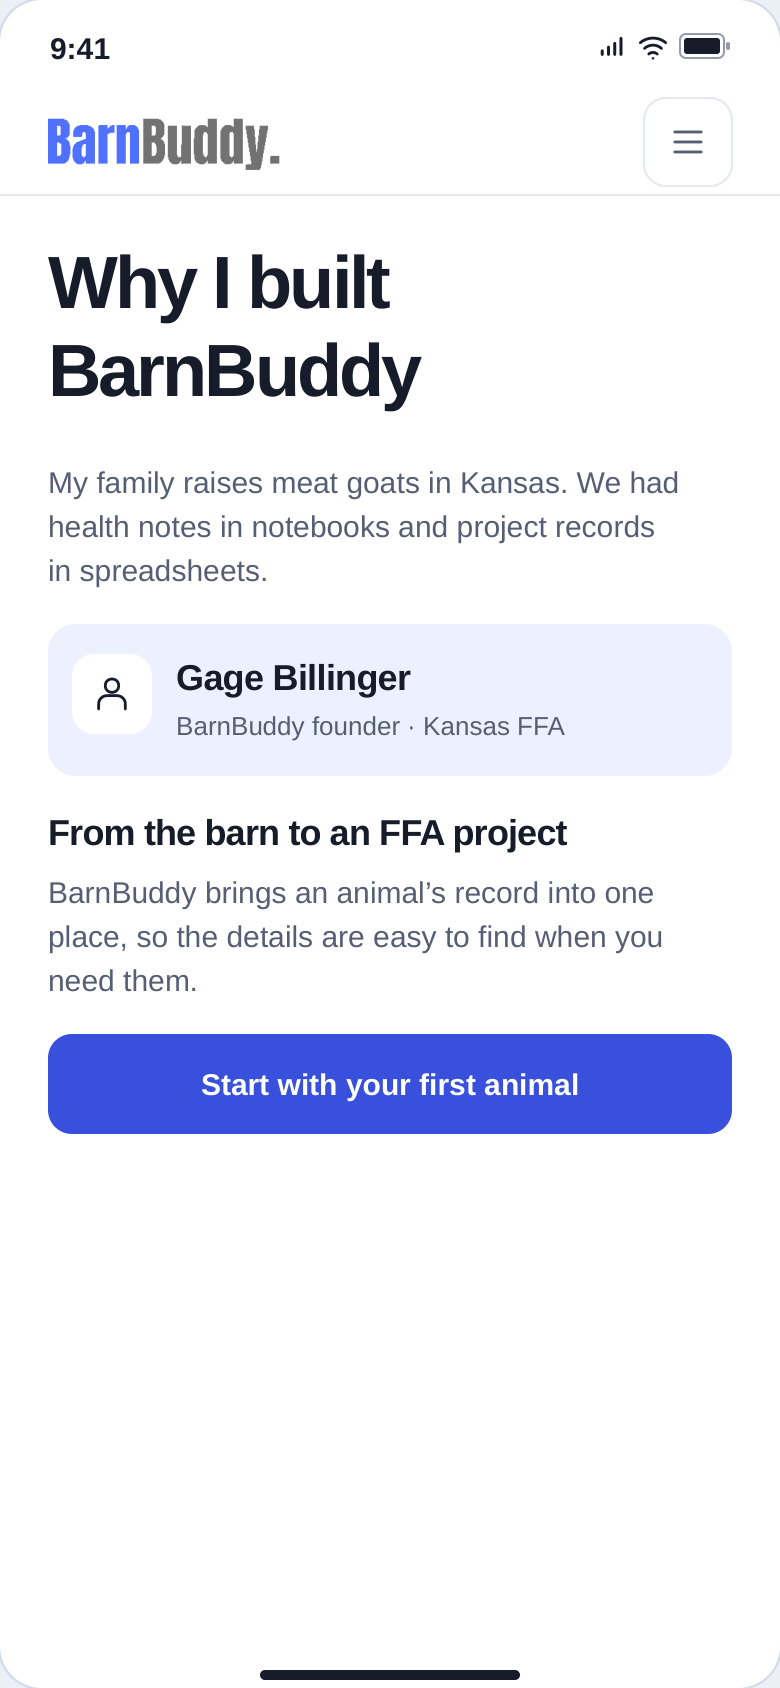 9:41
BarnBuddy.
Why I built
BarnBuddy
My family raises meat goats in Kansas. We had
health notes in notebooks and project records
in spreadsheets.
Gage Billinger
BarnBuddy founder · Kansas FFA
From the barn to an FFA project
BarnBuddy brings an animal’s record into one
place, so the details are easy to find when you
need them.
Start with your first animal